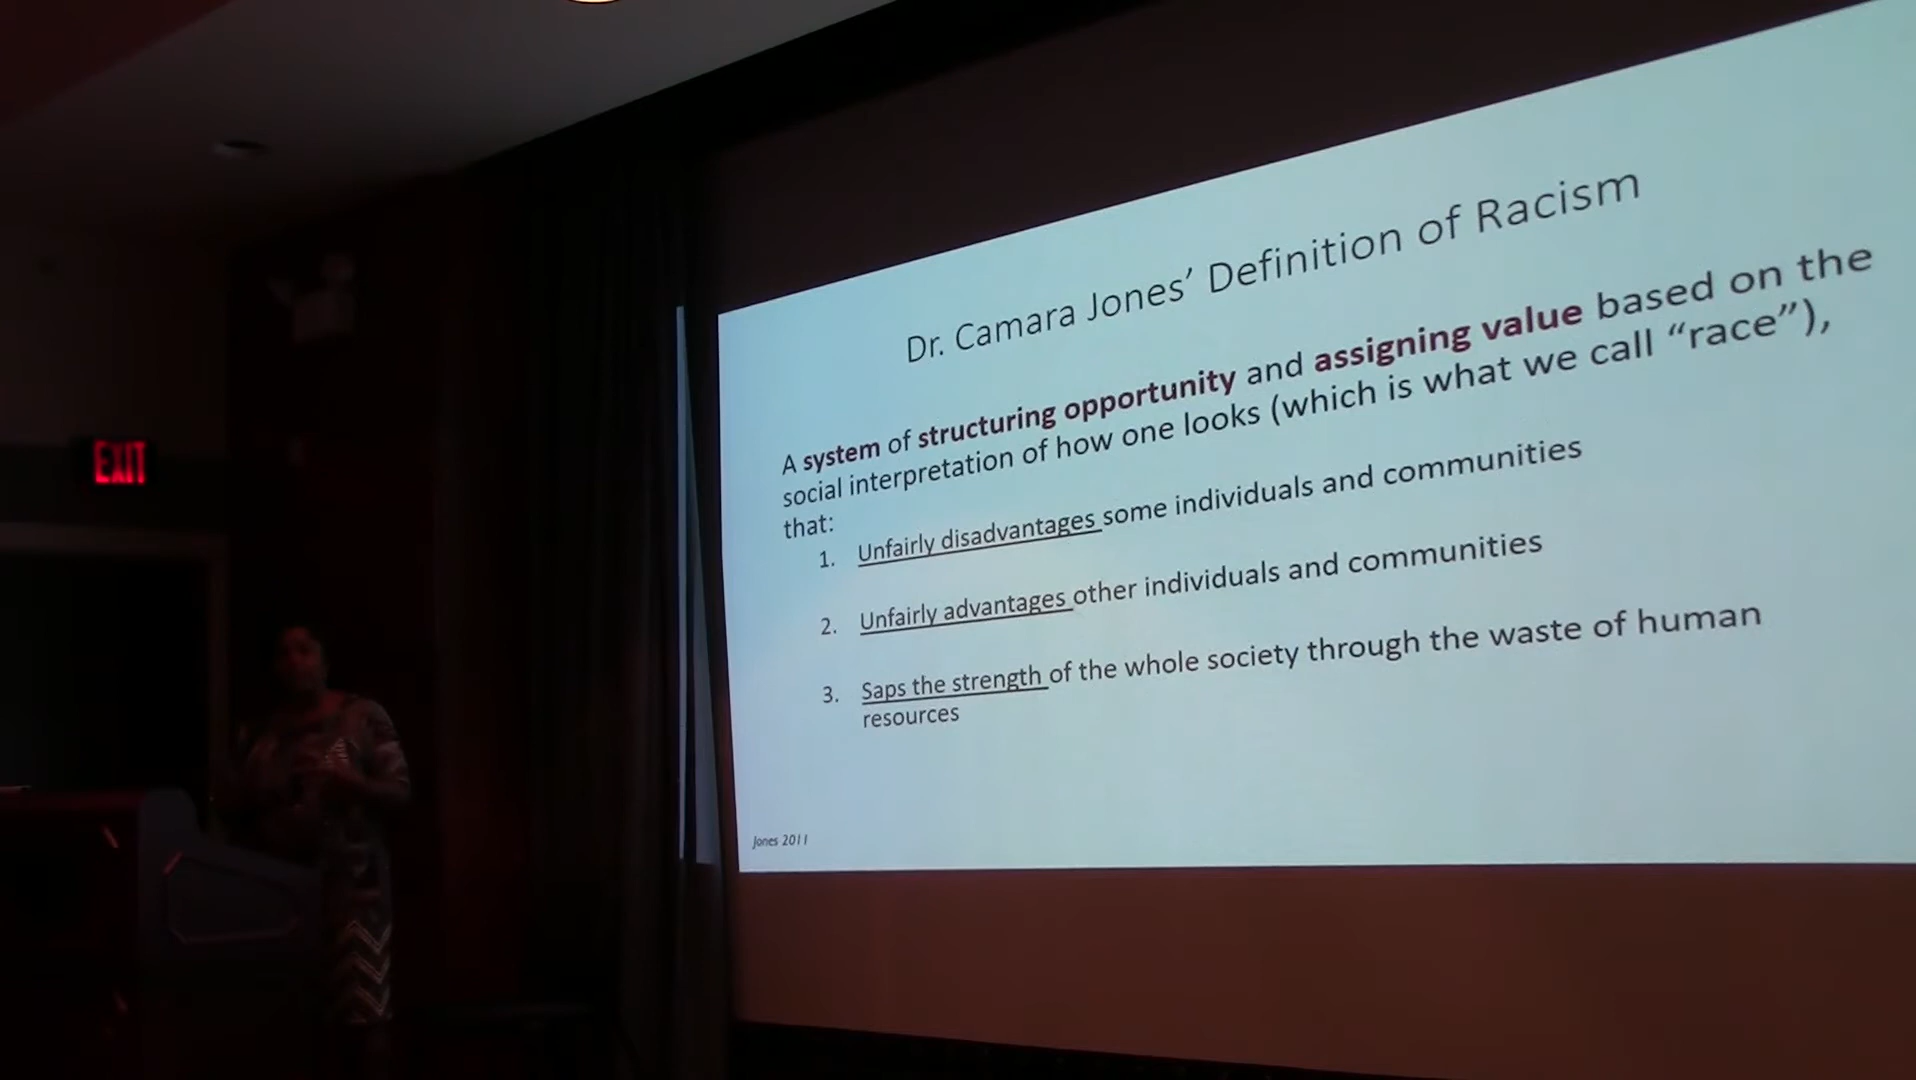 EXIT
Dr. Camara Jones’ Definition of Racism
A system of structuring opportunity and assigning value based on the
social interpretation of how one looks (which is what we call “race”),
that:
1. Unfairly disadvantages some individuals and communities
2. Unfairly advantages other individuals and communities
3. Saps the strength of the whole society through the waste of human
resources
Jones 2011